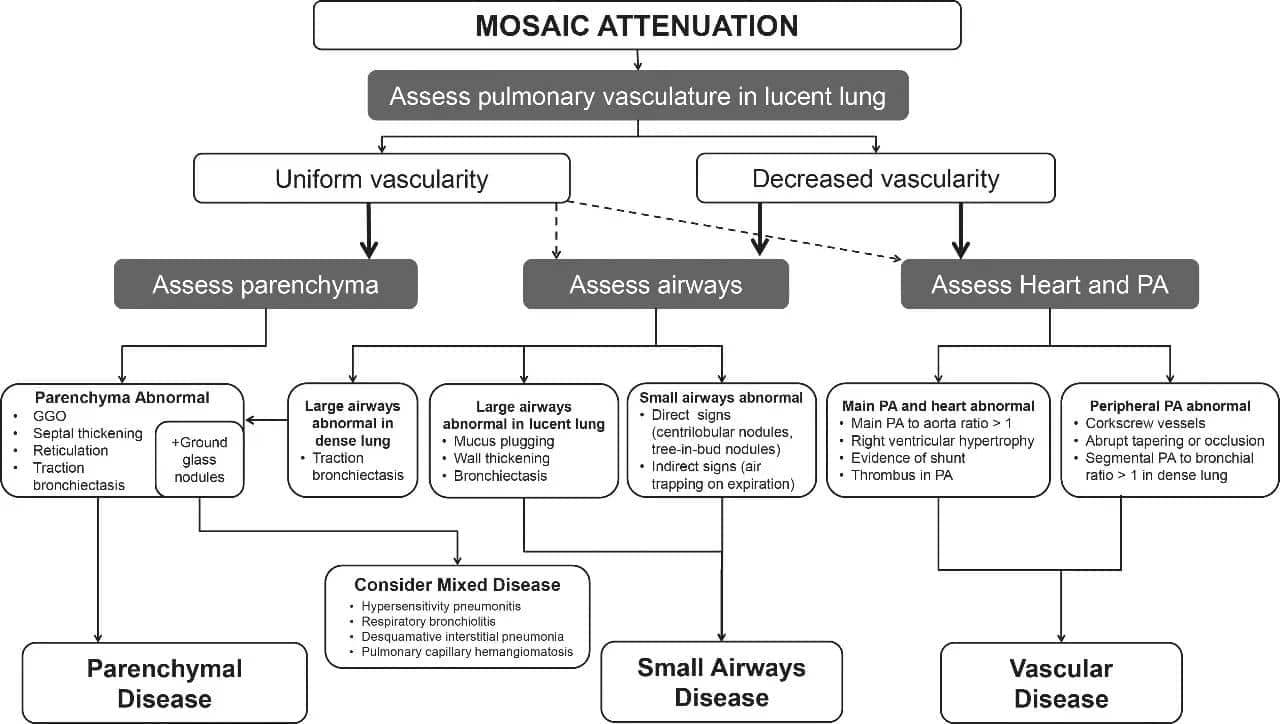 MOSAIC ATTENUATION
Assess pulmonary vasculature in lucent lung
Uniform vascularity
Decreased vascularity
Assess parenchyma
Assess airways
Assess Heart and PA
Parenchyma Abnormal
• GGO
• Septal thickening
• Reticulation
• Traction
bronchiectasis
+Ground
glass
nodules
Large airways
abnormal in
dense lung
• Traction
bronchiectasis
Large airways
abnormal in lucent lung
• Mucus plugging
• Wall thickening
• Bronchiectasis
Small airways abnormal
• Direct signs
(centrilobular nodules,
tree-in-bud nodules)
• Indirect signs (air
trapping on expiration)
Main PA and heart abnormal
• Main PA to aorta ratio > 1
• Right ventricular hypertrophy
• Evidence of shunt
• Thrombus in PA
Peripheral PA abnormal
• Corkscrew vessels
• Abrupt tapering or occlusion
• Segmental PA to bronchial
ratio > 1 in dense lung
Consider Mixed Disease
• Hypersensitivity pneumonitis
• Respiratory bronchiolitis
• Desquamative interstitial pneumonia
• Pulmonary capillary hemangiomatosis
Parenchymal
Disease
Small Airways
Disease
Vascular
Disease